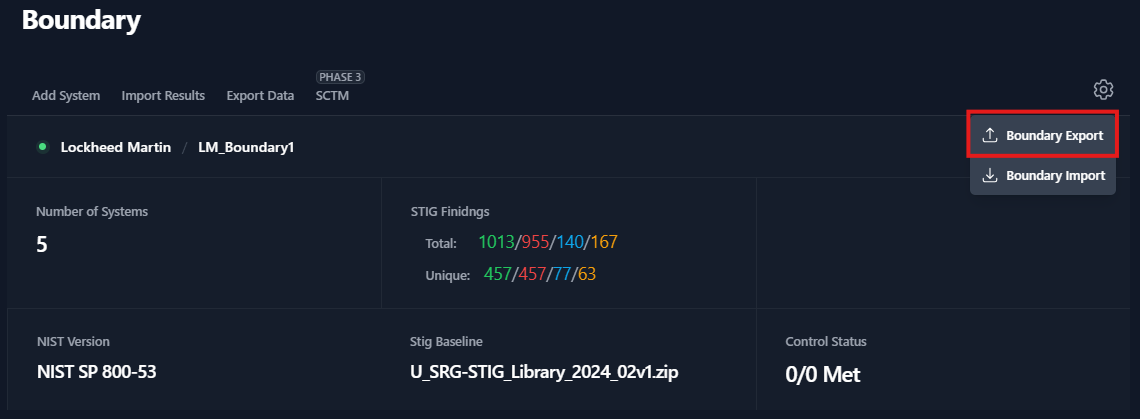 Boundary
PHASE 3
Add System Import Results Export Data SCTM
Lockheed Martin / LM_Boundary1
Boundary Export
Boundary Import
Number of Systems
5
STIG Finidngs
Total: 1013/955/140/167
Unique: 457/457/77/63
NIST Version
NIST SP 800-53
Stig Baseline
U_SRG-STIG_Library_2024_02v1.zip
Control Status
0/0 Met